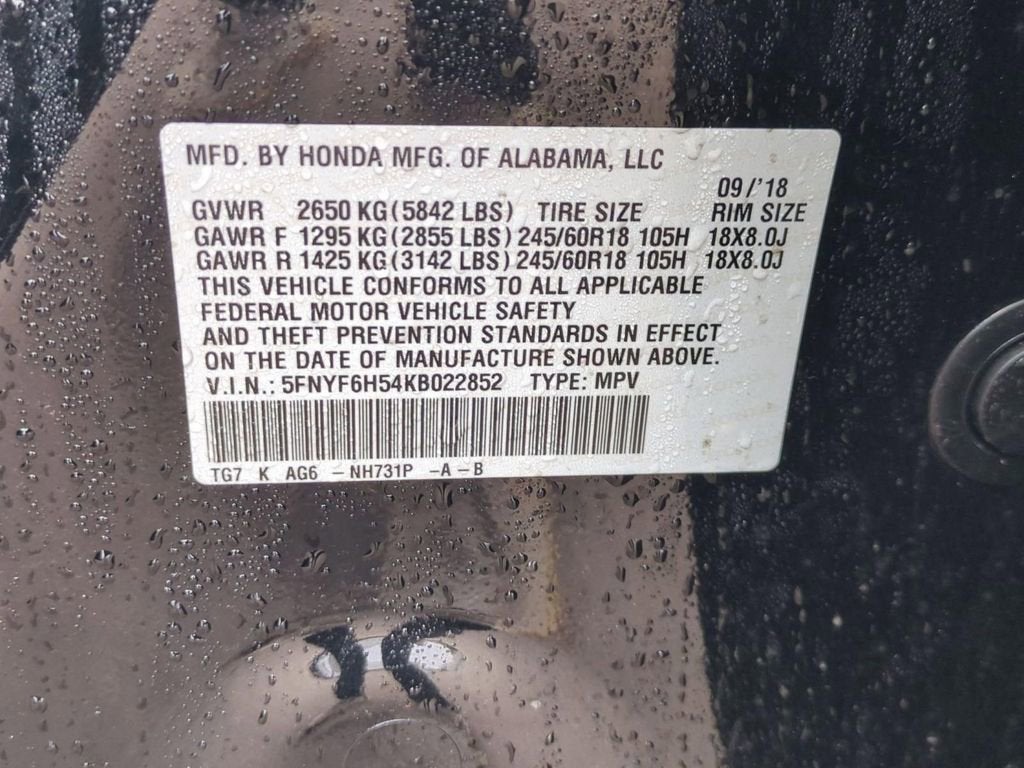 MFD. BY HONDA MFG. OF ALABAMA, LLC
09/'18
GVWR 2650 KG(5842 LBS) TIRE SIZE RIM SIZE
GAWR F 1295 KG(2855 LBS) 245/60R18 105H 18X8.0J
GAWR R 1425 KG(3142 LBS) 245/60R18 105H 18X8.0J
THIS VEHICLE CONFORMS TO ALL APPLICABLE
FEDERAL MOTOR VEHICLE SAFETY
AND THEFT PREVENTION STANDARDS IN EFFECT
ON THE DATE OF MANUFACTURE SHOWN ABOVE.
V.I.N.: 5FNYF6H54KB022852 TYPE: MPV
TG7 K AG6 -NH731P -A-B